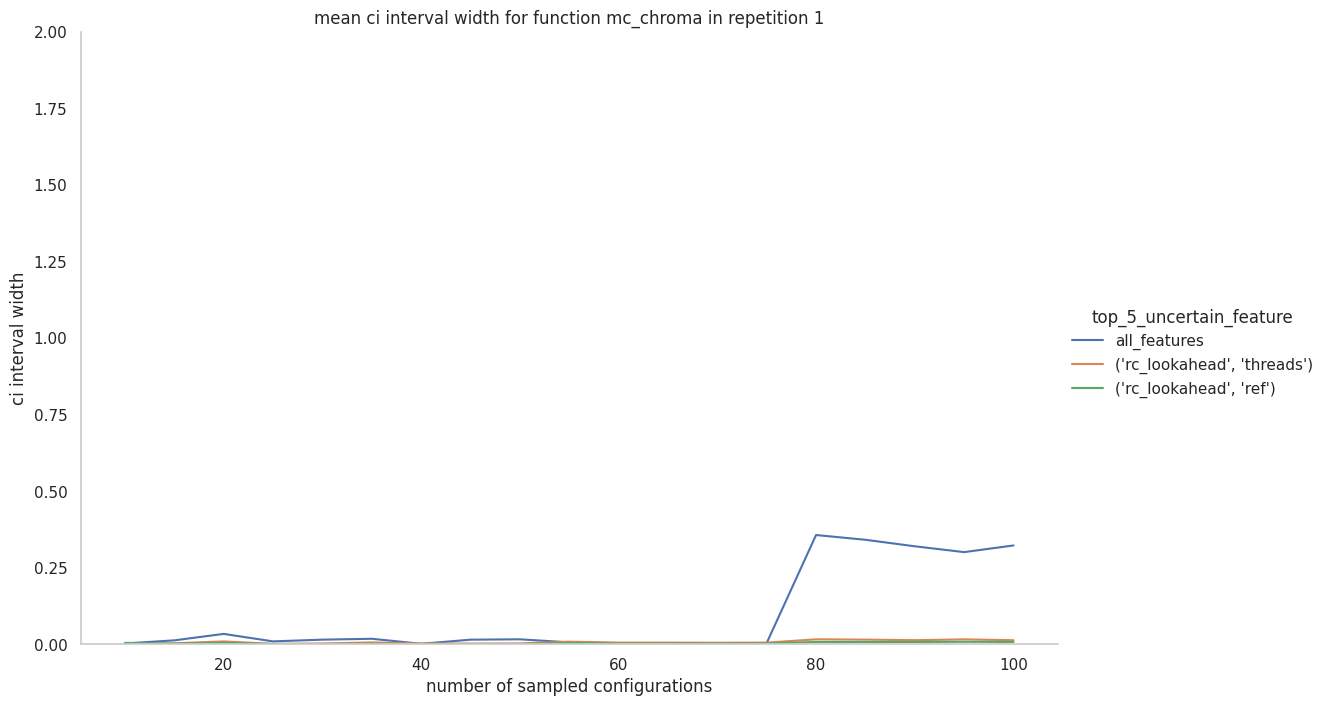 mean ci interval width for function mc_chroma in repetition 1
2.00
1.75
1.50
1.25
1.00
0.75
0.50
0.25
0.00
ci interval width
20
40
60
80
100
number of sampled configurations
top_5_uncertain_feature
all_features
('rc_lookahead', 'threads')
('rc_lookahead', 'ref')